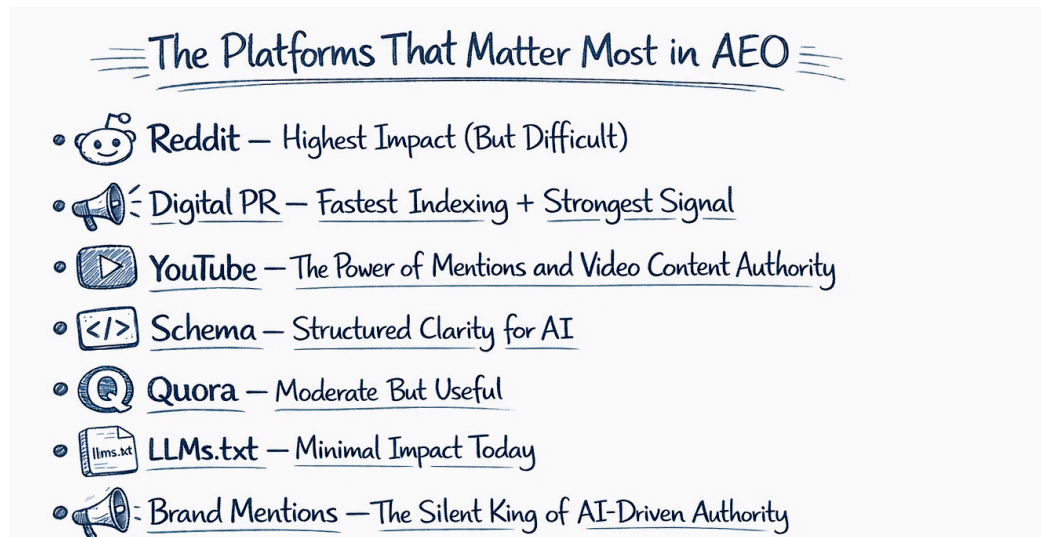 The Platforms That Matter Most in AEO
Reddit – Highest Impact (But Difficult)
Digital PR – Fastest Indexing + Strongest Signal
YouTube – The Power of Mentions and Video Content Authority
</> Schema – Structured Clarity for AI
Q Quora – Moderate But Useful
llms.txt LLMs.txt – Minimal Impact Today
Brand Mentions – The Silent King of AI-Driven Authority